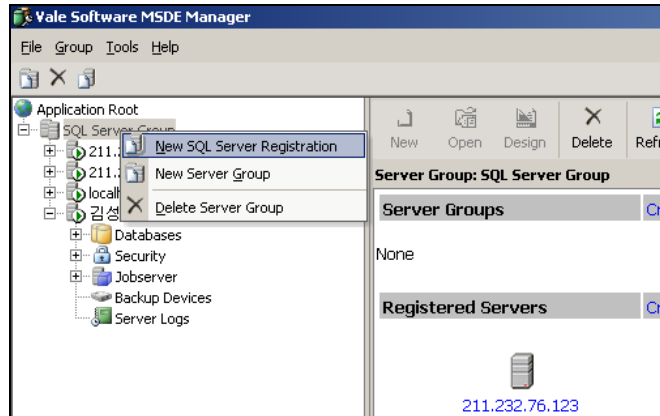 Vale Software MSDE Manager
File Group Tools Help
Application Root
SQL Server Group
211.
211.
localh
김성
Databases
Security
Jobserver
Backup Devices
Server Logs
New SQL Server Registration
New Server Group
Delete Server Group
New Open Design Delete Refr
Server Group: SQL Server Group
Server Groups Cr
None
Registered Servers Cr
211.232.76.123